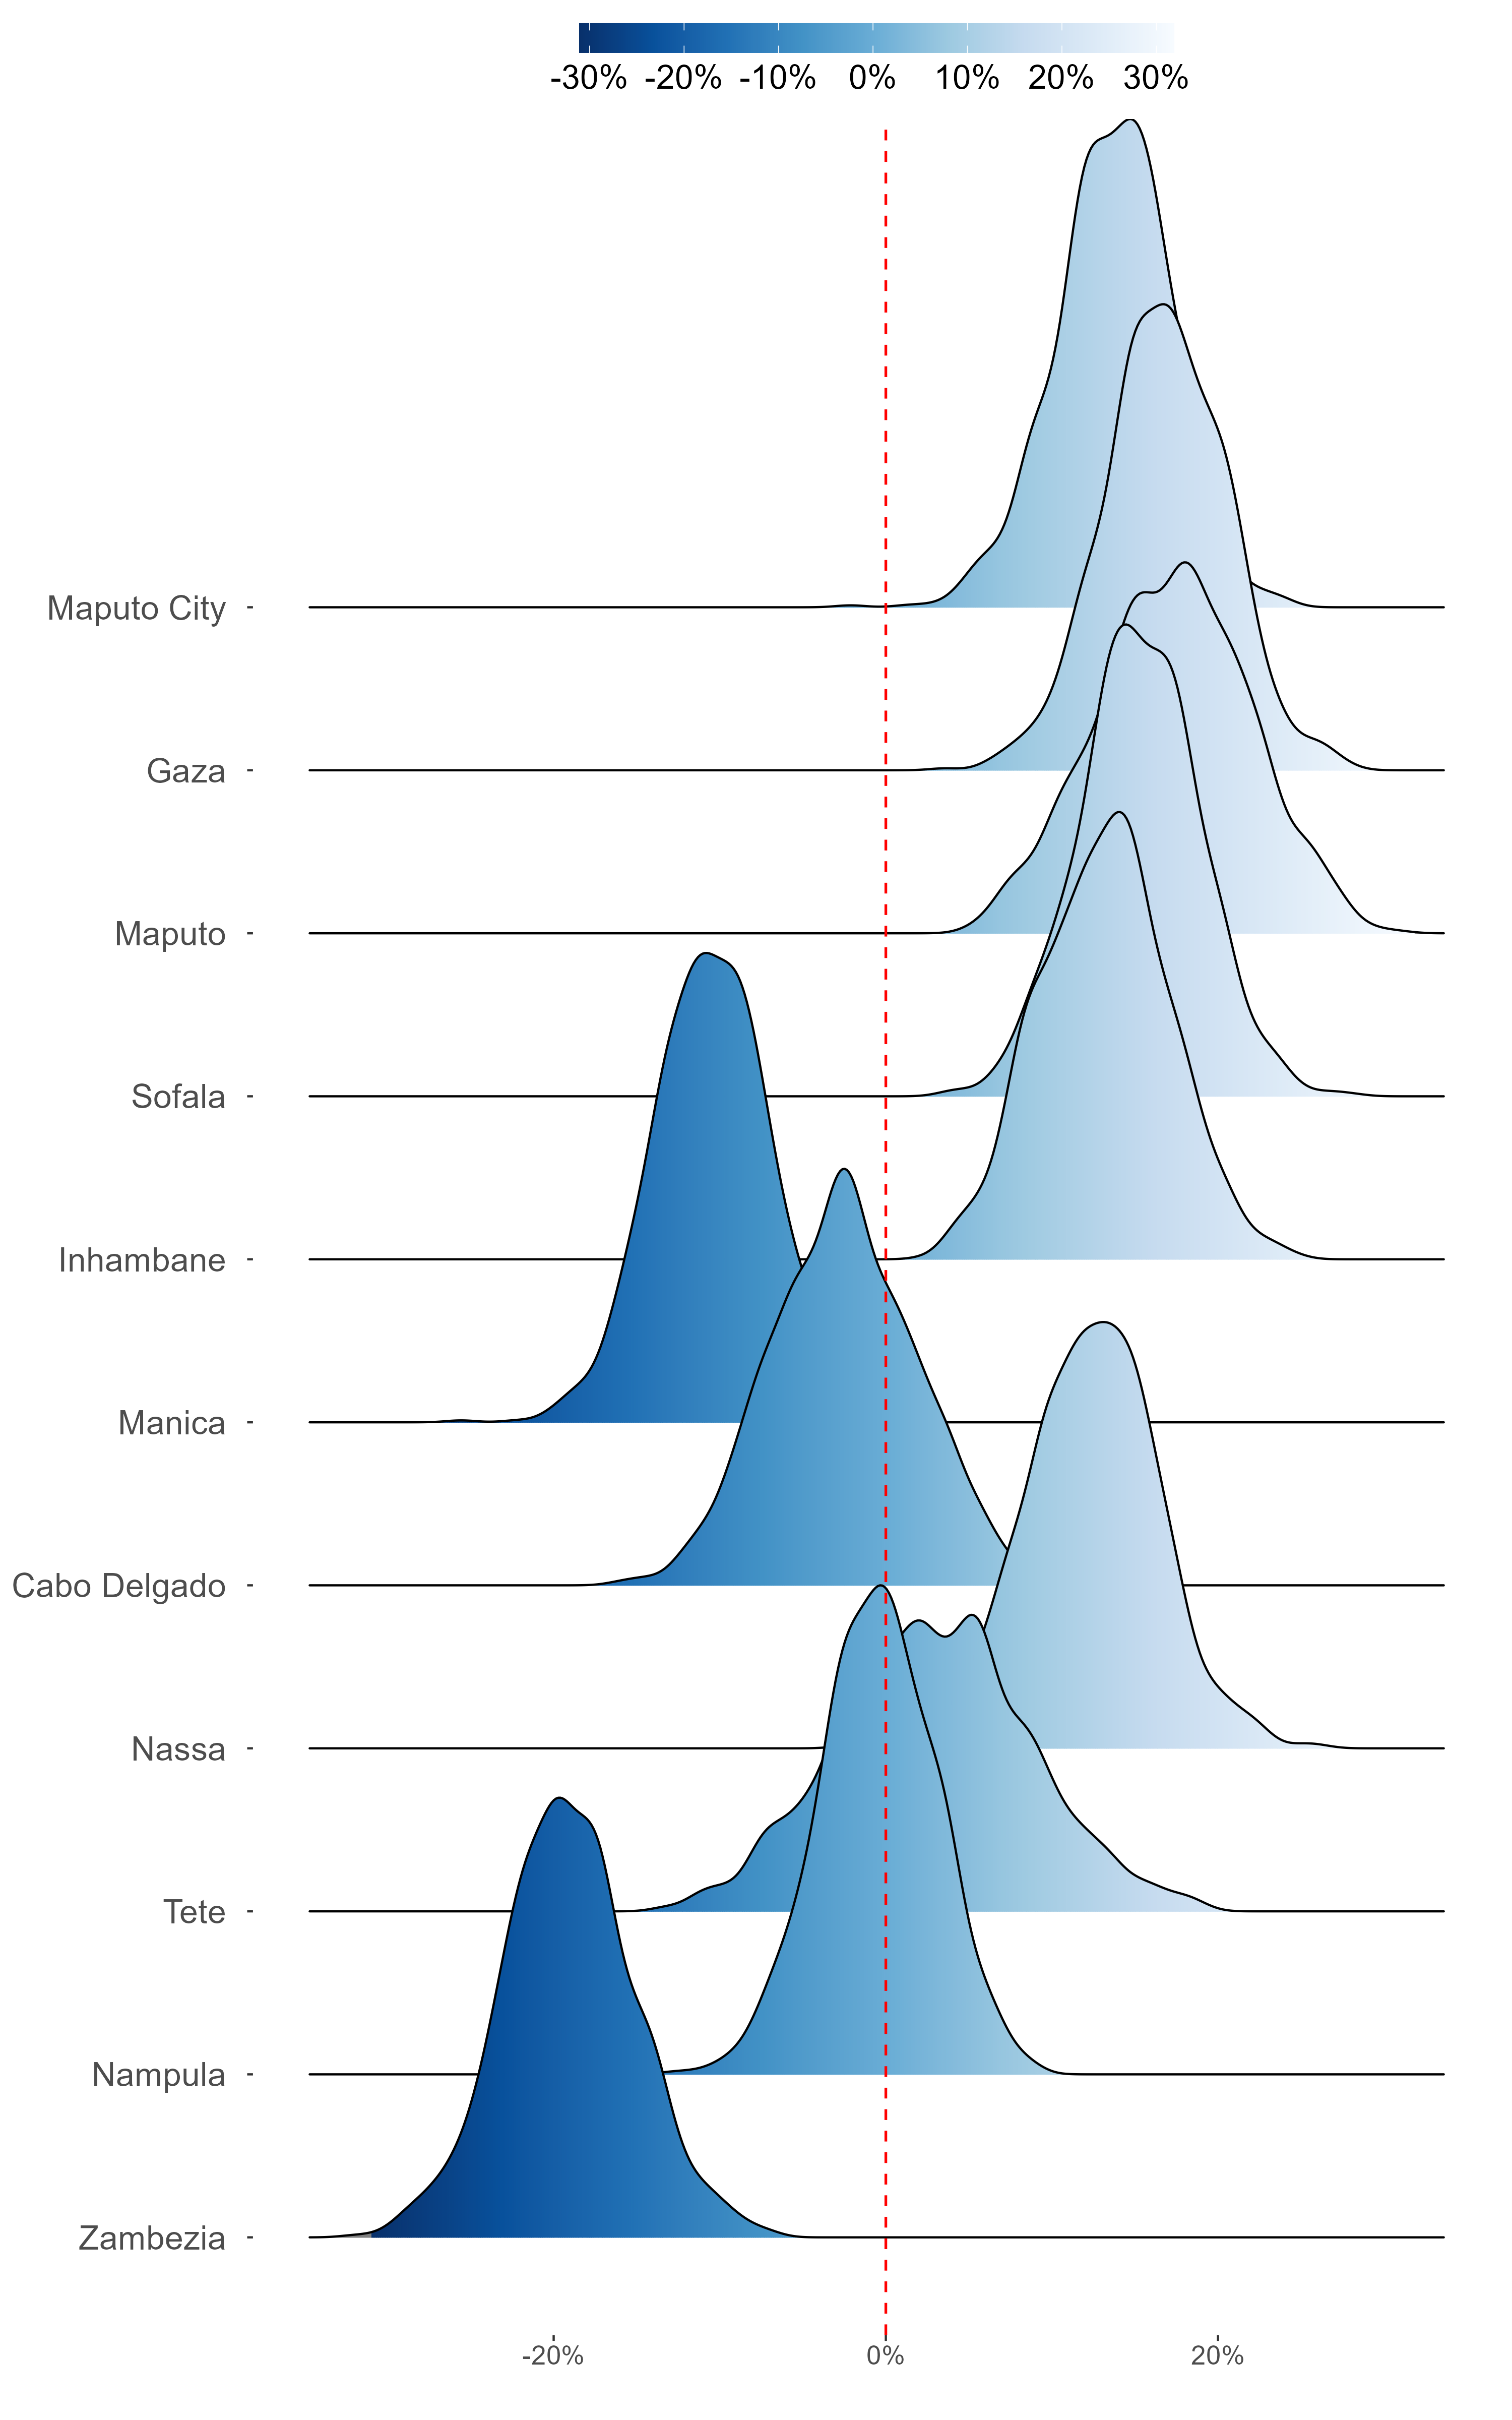 -30% -20% -10% 0% 10% 20% 30%
Maputo City
Gaza
Maputo
Sofala
Inhambane
Manica
Cabo Delgado
Nassa
Tete
Nampula
Zambezia
-20% 0% 20%